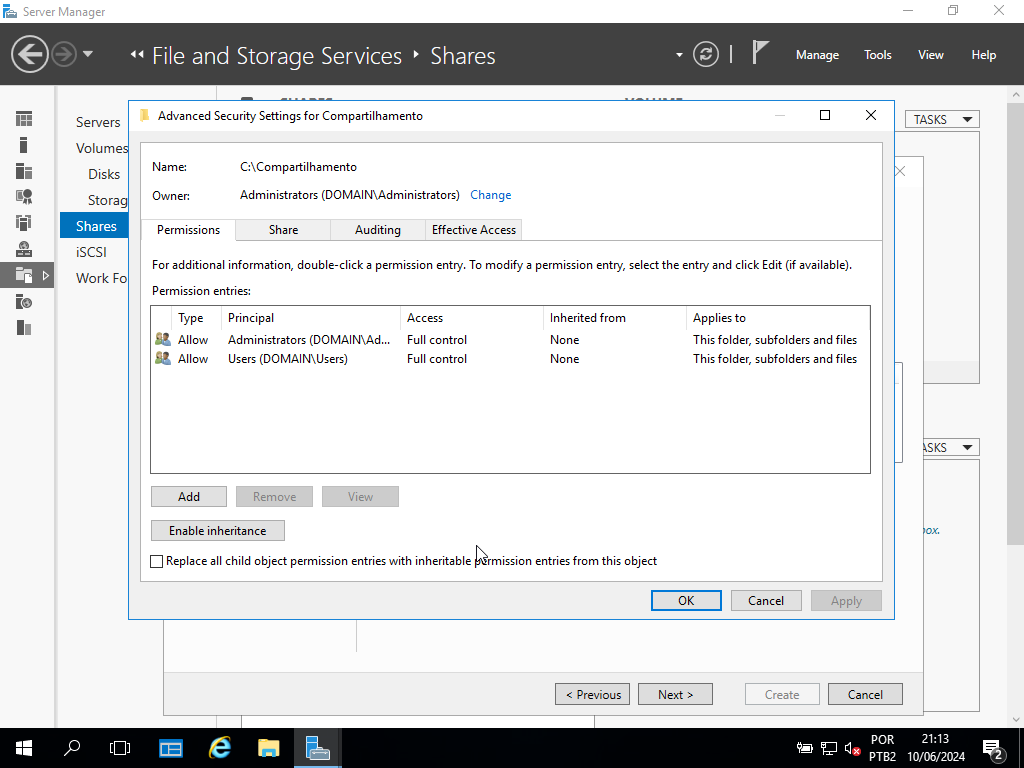 Server Manager
File and Storage Services
Shares
Manage
Tools
View
Help
Servers
Volumes
Disks
Storag
Shares
iSCSI
Work Fo
SHARES
VOLUME
TASKS
Advanced Security Settings for Compartilhamento
Name:
C:\Compartilhamento
Owner:
Administrators (DOMAIN\Administrators)
Change
Permissions
Share
Auditing
Effective Access
For additional information, double-click a permission entry. To modify a permission entry, select the entry and click Edit (if available).
Permission entries:
Type
Principal
Access
Inherited from
Applies to
Allow
Administrators (DOMAIN\Ad...
Full control
None
This folder, subfolders and files
Allow
Users (DOMAIN\Users)
Full control
None
This folder, subfolders and files
ASKS
Add
Remove
View
Enable inheritance
box.
Replace all child object permission entries with inheritable permission entries from this object
OK
Cancel
Apply
< Previous
Next >
Create
Cancel
POR
PTB2
21:13
10/06/2024
2